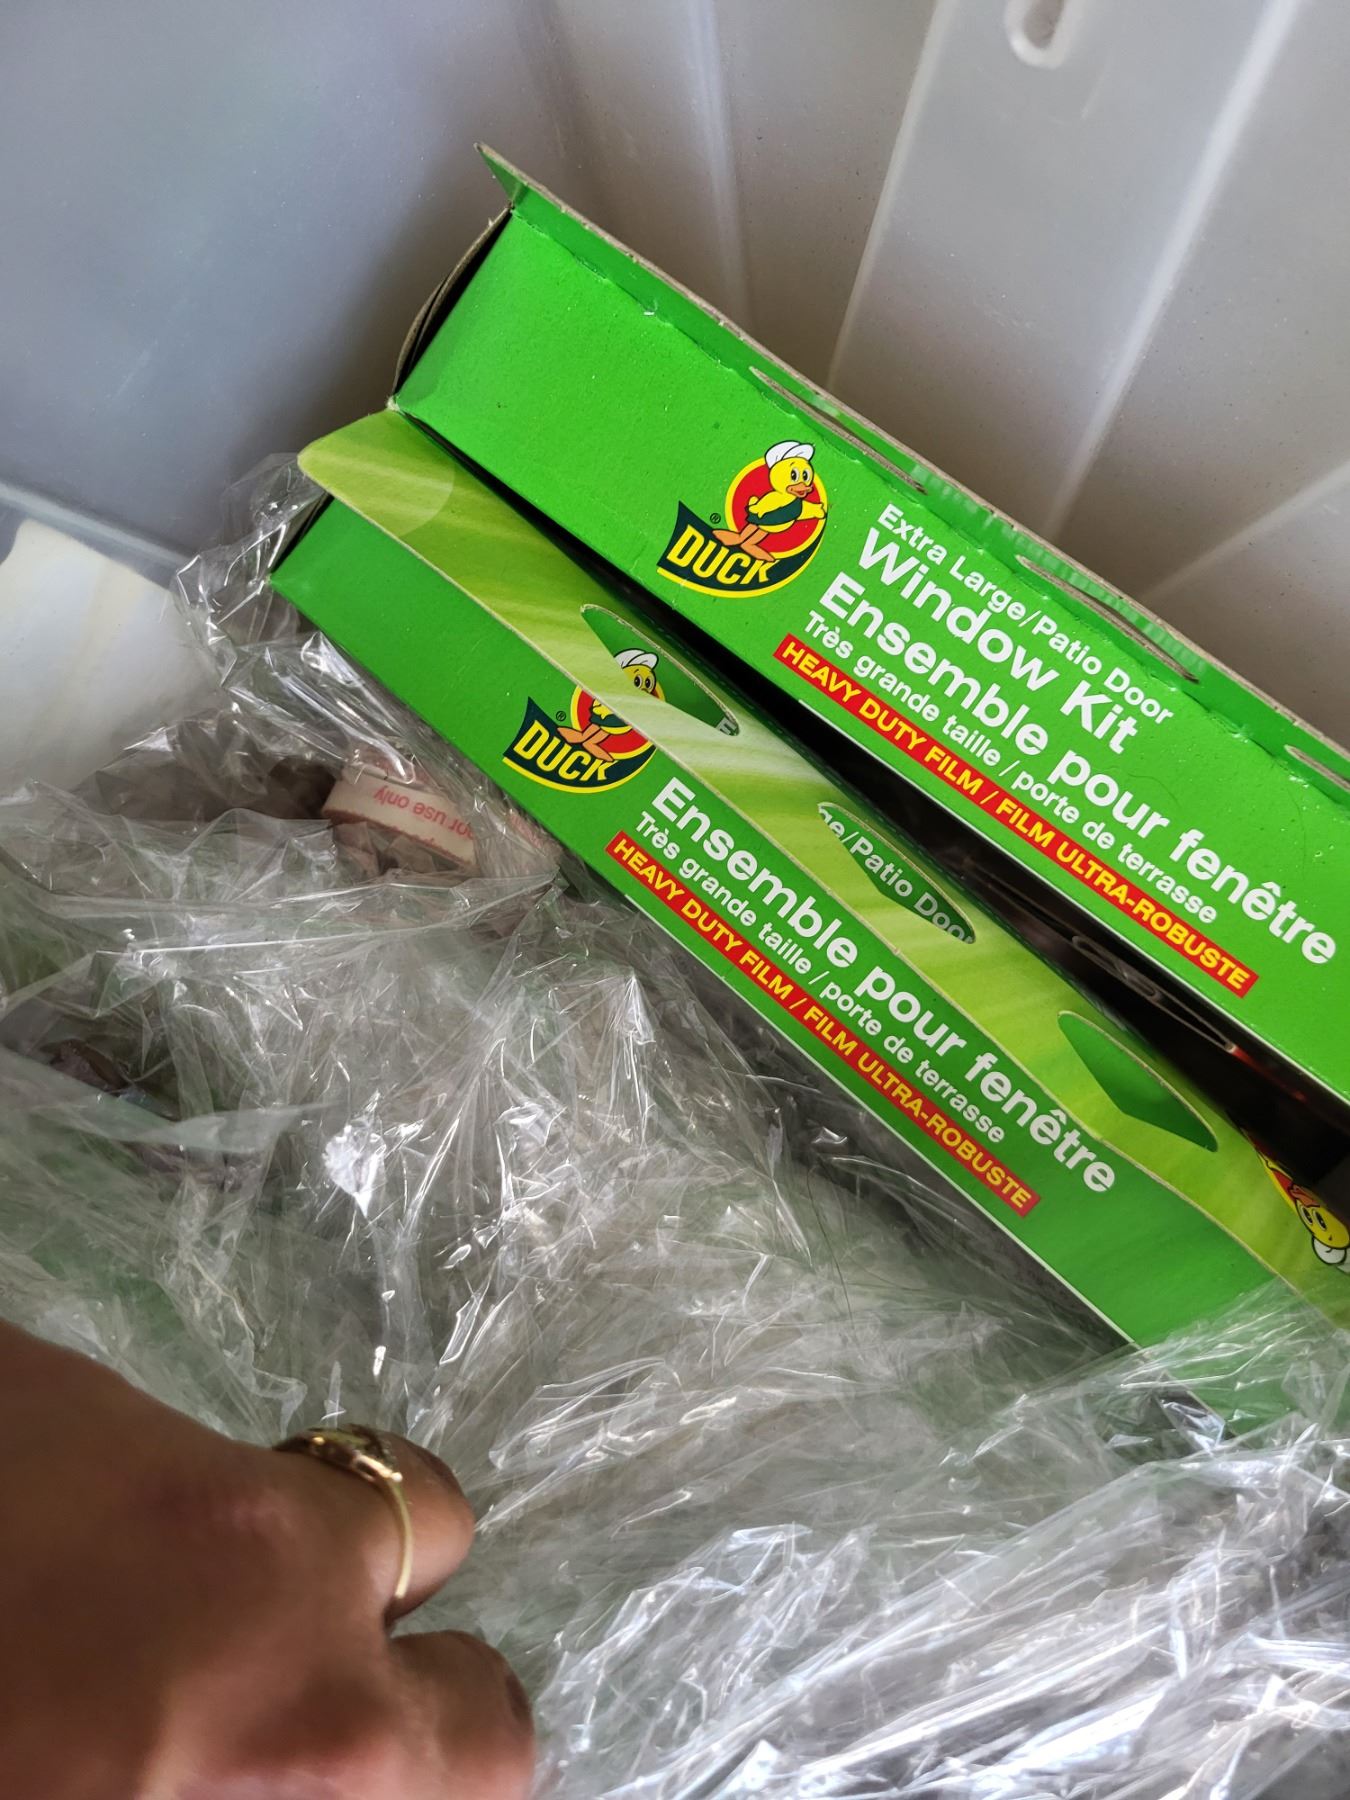 DUCK®
Extra Large/Patio Door
Window Kit
Ensemble pour fenêtre
Très grande taille / porte de terrasse
HEAVY DUTY FILM / FILM ULTRA-ROBUSTE
DUCK®
ge/Patio Door
Ensemble pour fenêtre
Très grande taille / porte de terrasse
HEAVY DUTY FILM / FILM ULTRA-ROBUSTE
use only